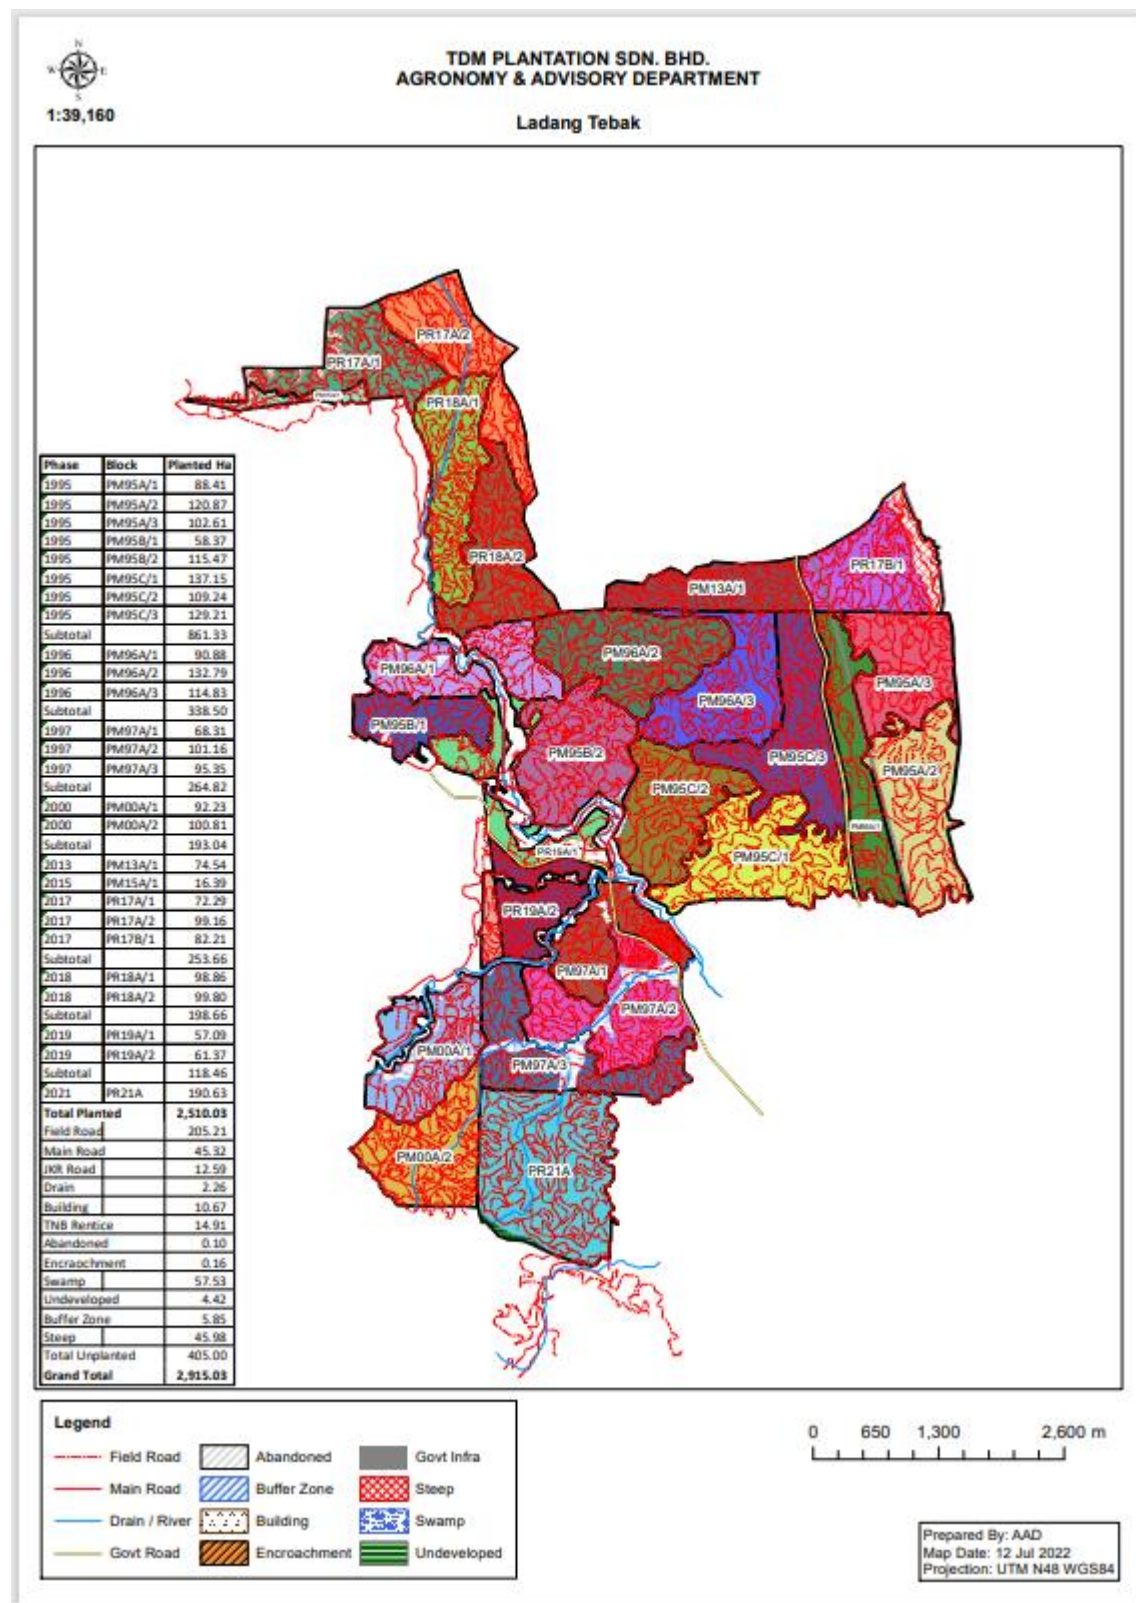 N
W E
S
1:39,160
TDM PLANTATION SDN. BHD.
AGRONOMY & ADVISORY DEPARTMENT
Ladang Tebak
PR17A/2
PR17A/1
PR18A/1
PR18A/2
PR17B/1
PM13A/1
PM96A/2
PM96A/1
PM95A/3
PM96A/3
PM95B/1
PM95B/2
PM95C/3
PM95A/2
PM95C/2
PR19A/1
PM95C/1
PR19A/2
PM97A/1
PM97A/2
PM00A/1
PM97A/3
PM00A/2
PR21A
Phase Block Planted Ha
1995 PM95A/1 88.41
1995 PM95A/2 120.87
1995 PM95A/3 102.61
1995 PM95B/1 58.37
1995 PM95B/2 115.47
1995 PM95C/1 137.15
1995 PM95C/2 109.24
1995 PM95C/3 129.21
Subtotal 861.33
1996 PM96A/1 90.88
1996 PM96A/2 132.79
1996 PM96A/3 114.83
Subtotal 338.50
1997 PM97A/1 68.31
1997 PM97A/2 101.16
1997 PM97A/3 95.35
Subtotal 264.82
2000 PM00A/1 92.23
2000 PM00A/2 100.81
Subtotal 193.04
2013 PM13A/1 74.54
2015 PM15A/1 16.39
2017 PR17A/1 72.29
2017 PR17A/2 99.16
2017 PR17B/1 82.21
Subtotal 253.66
2018 PR18A/1 98.86
2018 PR18A/2 99.80
Subtotal 198.66
2019 PR19A/1 57.09
2019 PR19A/2 61.37
Subtotal 118.46
2021 PR21A 190.63
Total Planted 2,510.03
Field Road 205.21
Main Road 45.32
JKR Road 12.59
Drain 2.26
Building 10.67
TNB Rentice 14.91
Abandoned 0.10
Encraochment 0.16
Swamp 57.53
Undeveloped 4.42
Buffer Zone 5.85
Steep 45.98
Total Unplanted 405.00
Grand Total 2,915.03
Legend
Field Road Abandoned Govt Infra
Main Road Buffer Zone Steep
Drain / River Building Swamp
Govt Road Encroachment Undeveloped
0 650 1,300 2,600 m
Prepared By: AAD
Map Date: 12 Jul 2022
Projection: UTM N48 WGS84